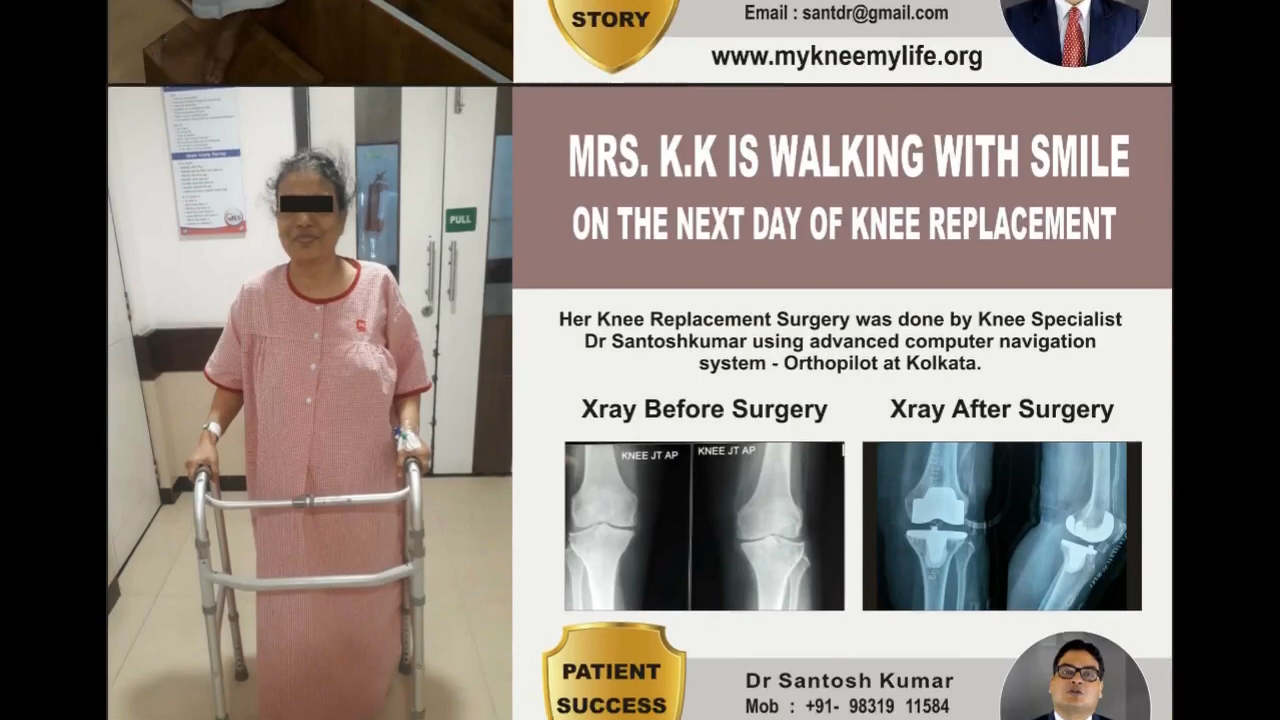 STORY
Email : santdr@gmail.com
www.mykneemylife.org
PULL
MRS. K.K IS WALKING WITH SMILE
ON THE NEXT DAY OF KNEE REPLACEMENT
Her Knee Replacement Surgery was done by Knee Specialist
Dr Santoshkumar using advanced computer navigation
system - Orthopilot at Kolkata.
Xray Before Surgery
Xray After Surgery
KNEE JT AP
KNEE JT AP
PATIENT
SUCCESS
Dr Santosh Kumar
Mob : +91- 98319 11584